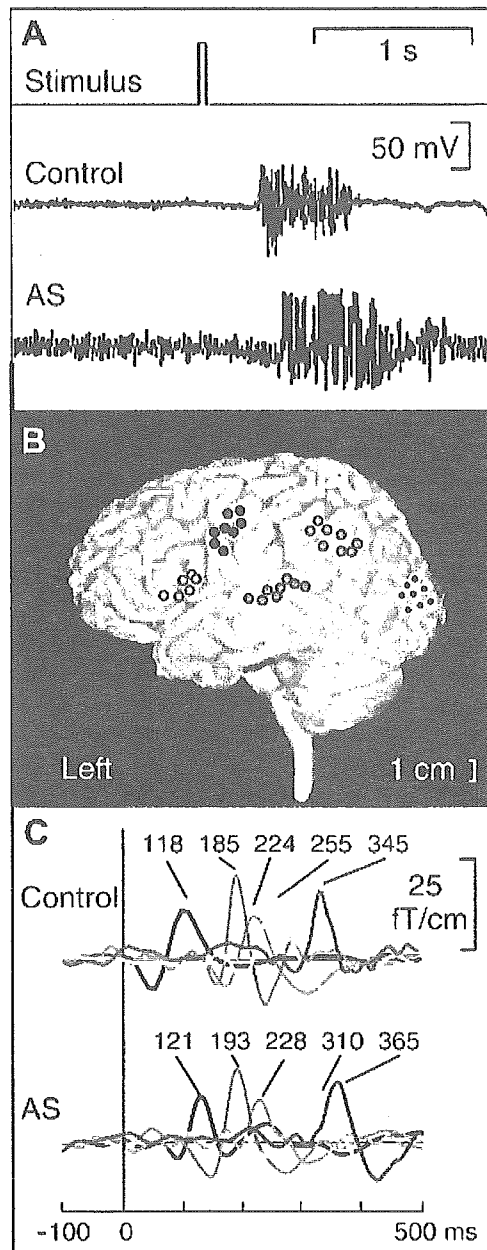 A
1 s
Stimulus
50 mV
Control
AS
B
Left
1 cm
C
118 185 224 255 345
Control
25
fT/cm
121 193 228 310 365
AS
-100 0 500 ms